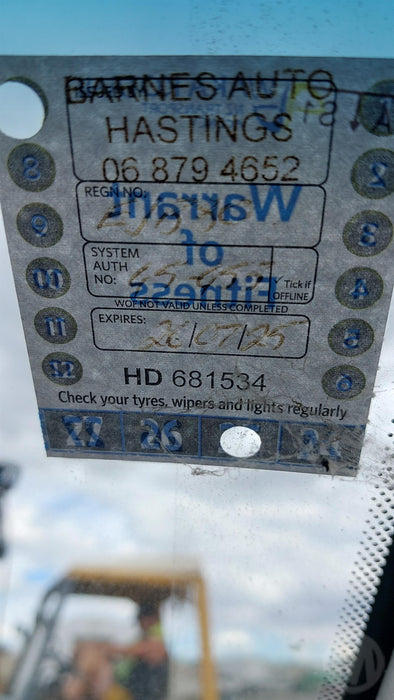 BARNES AUTO
HASTINGS
06 879 4652
REGN NO:
Warrant
SYSTEM
AUTH
NO:
of
Tick if
OFFLINE
Fitness
WOF NOT VALID UNLESS COMPLETED
EXPIRES: 26/07/25
HD 681534
Check your tyres, wipers and lights regularly
8
9
10
11
12
2
3
4
5
6
27 26 24